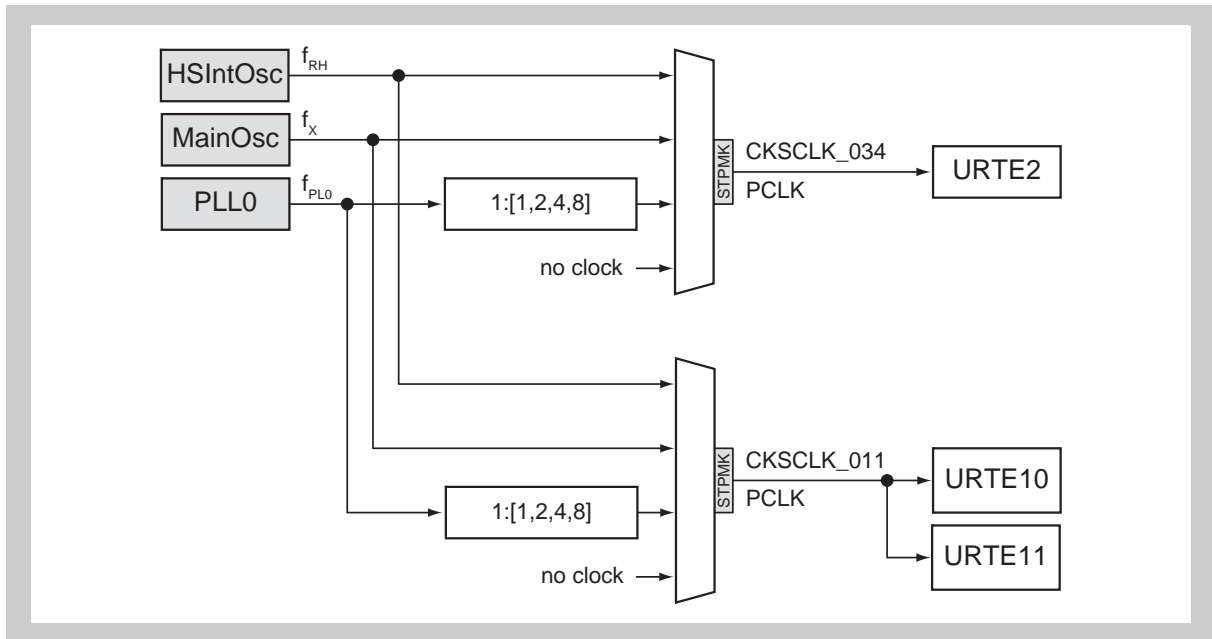 HSIntOsc
fRH
MainOsc
fX
PLL0
fPL0
1:[1,2,4,8]
no clock
STPMK
CKSCLK_034
PCLK
URTE2
1:[1,2,4,8]
no clock
STPMK
CKSCLK_011
PCLK
URTE10
URTE11